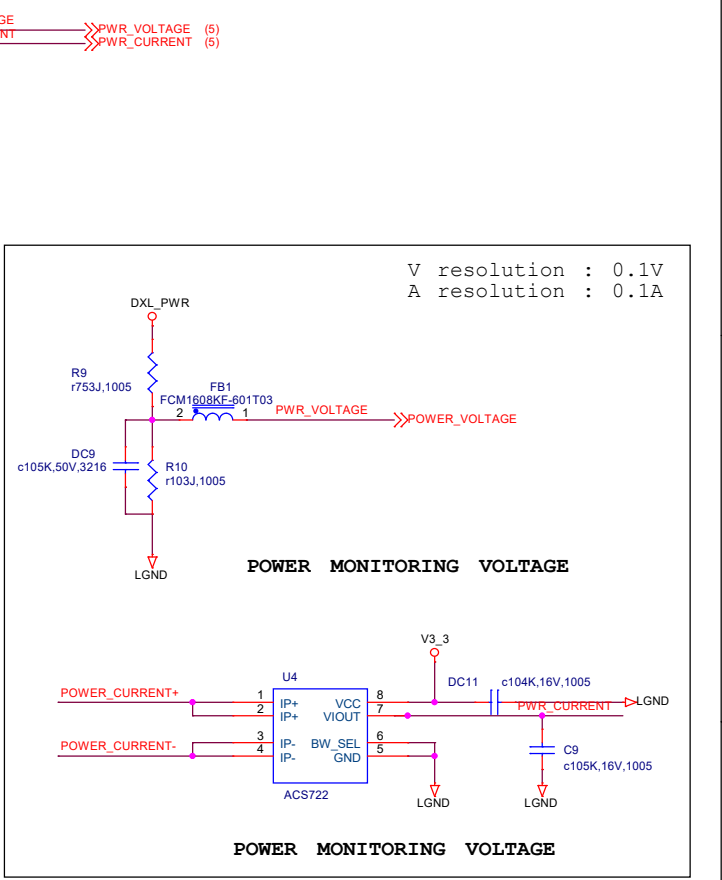 GE
NT
PWR_VOLTAGE (5)
PWR_CURRENT (5)
V resolution : 0.1V
A resolution : 0.1A
DXL_PWR
R9
r753J,1005
FB1
FCM1608KF-601T03
2
1
PWR_VOLTAGE
POWER_VOLTAGE
DC9
c105K,50V,3216
R10
r103J,1005
LGND
POWER MONITORING VOLTAGE
V3_3
U4
DC11
c104K,16V,1005
POWER_CURRENT+
1
2
IP+
IP+
VCC
VIOUT
8
7
LGND
PWR_CURRENT
POWER_CURRENT-
3
4
IP-
IP-
BW_SEL
GND
6
5
C9
c105K,16V,1005
ACS722
LGND
LGND
POWER MONITORING VOLTAGE